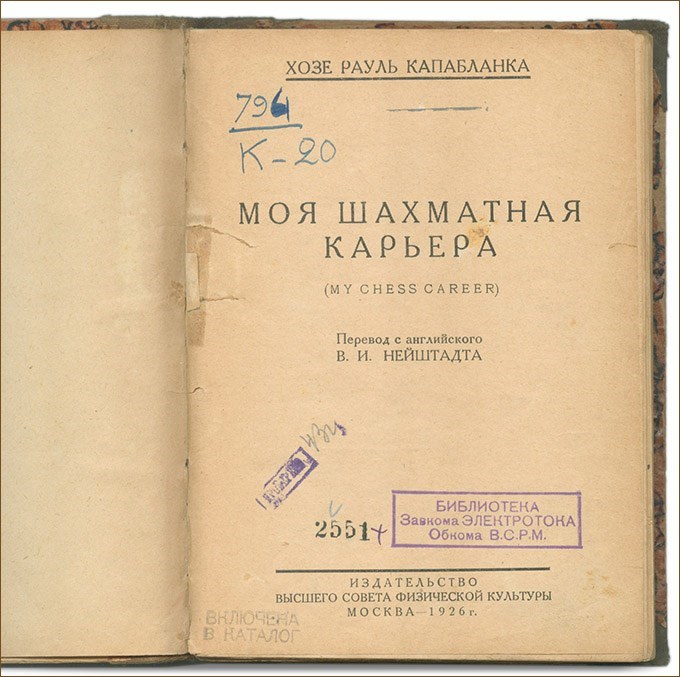 ХОЗЕ РАУЛЬ КАПАБЛАНКА
794
К-20
МОЯ ШАХМАТНАЯ
КАРЬЕРА
(MY CHESS CAREER)
Перевод с английского
В. И. НЕЙШТАДТА
2551
БИБЛИОТЕКА
Завкома ЭЛЕКТРОТОКА
Обкома В.С.Р.М.
ИЗДАТЕЛЬСТВО
ВЫСШЕГО СОВЕТА ФИЗИЧЕСКОЙ КУЛЬТУРЫ
МОСКВА—1926 г.
ВКЛЮЧЕНА
В КАТАЛОГ